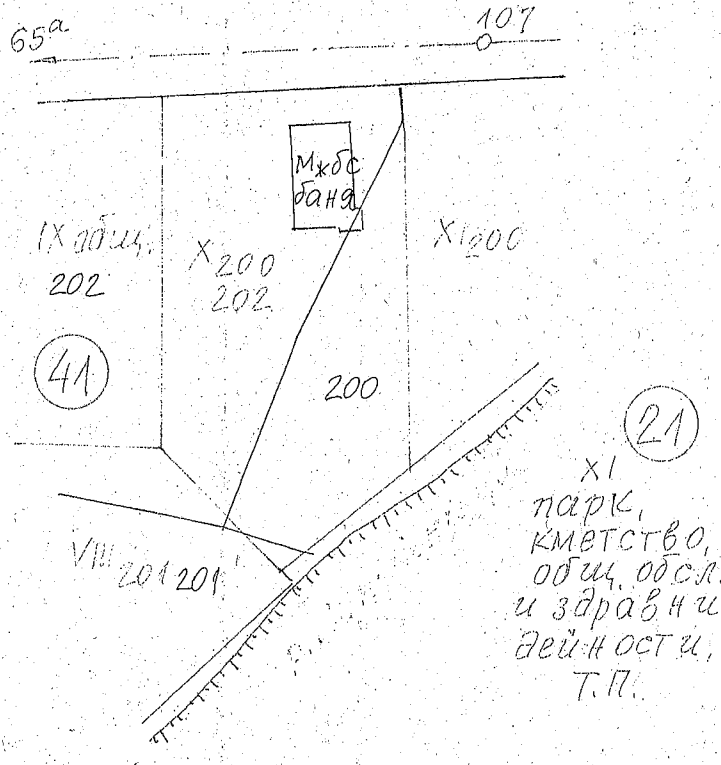 65а
107
Мжбс
баня
IX общ.
202
X 200
202
XI 200
41
200
21
VIII 201 201
XI
парк,
кметство,
общ. обсл.
и здравни
дейности,
Т.П.